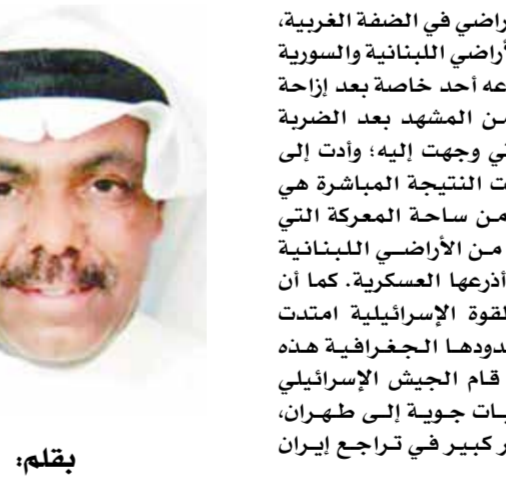 راضي في الضفة الغربية،
أراضي اللبنانية والسورية
عه أحد خاصة بعد إزاحة
من المشهد بعد الضربة
ني وجهت إليه؛ وأدت إلى
ت النتيجة المباشرة هي
من ساحة المعركة التي
من الأراضي اللبنانية
أذرعها العسكرية. كما أن
لقوة الإسرائيلية امتدت
دودها الجغرافية هذه
قام الجيش الإسرائيلي
بات جوية إلى طهران،
ر كبير في تراجع إيران
بقلم: